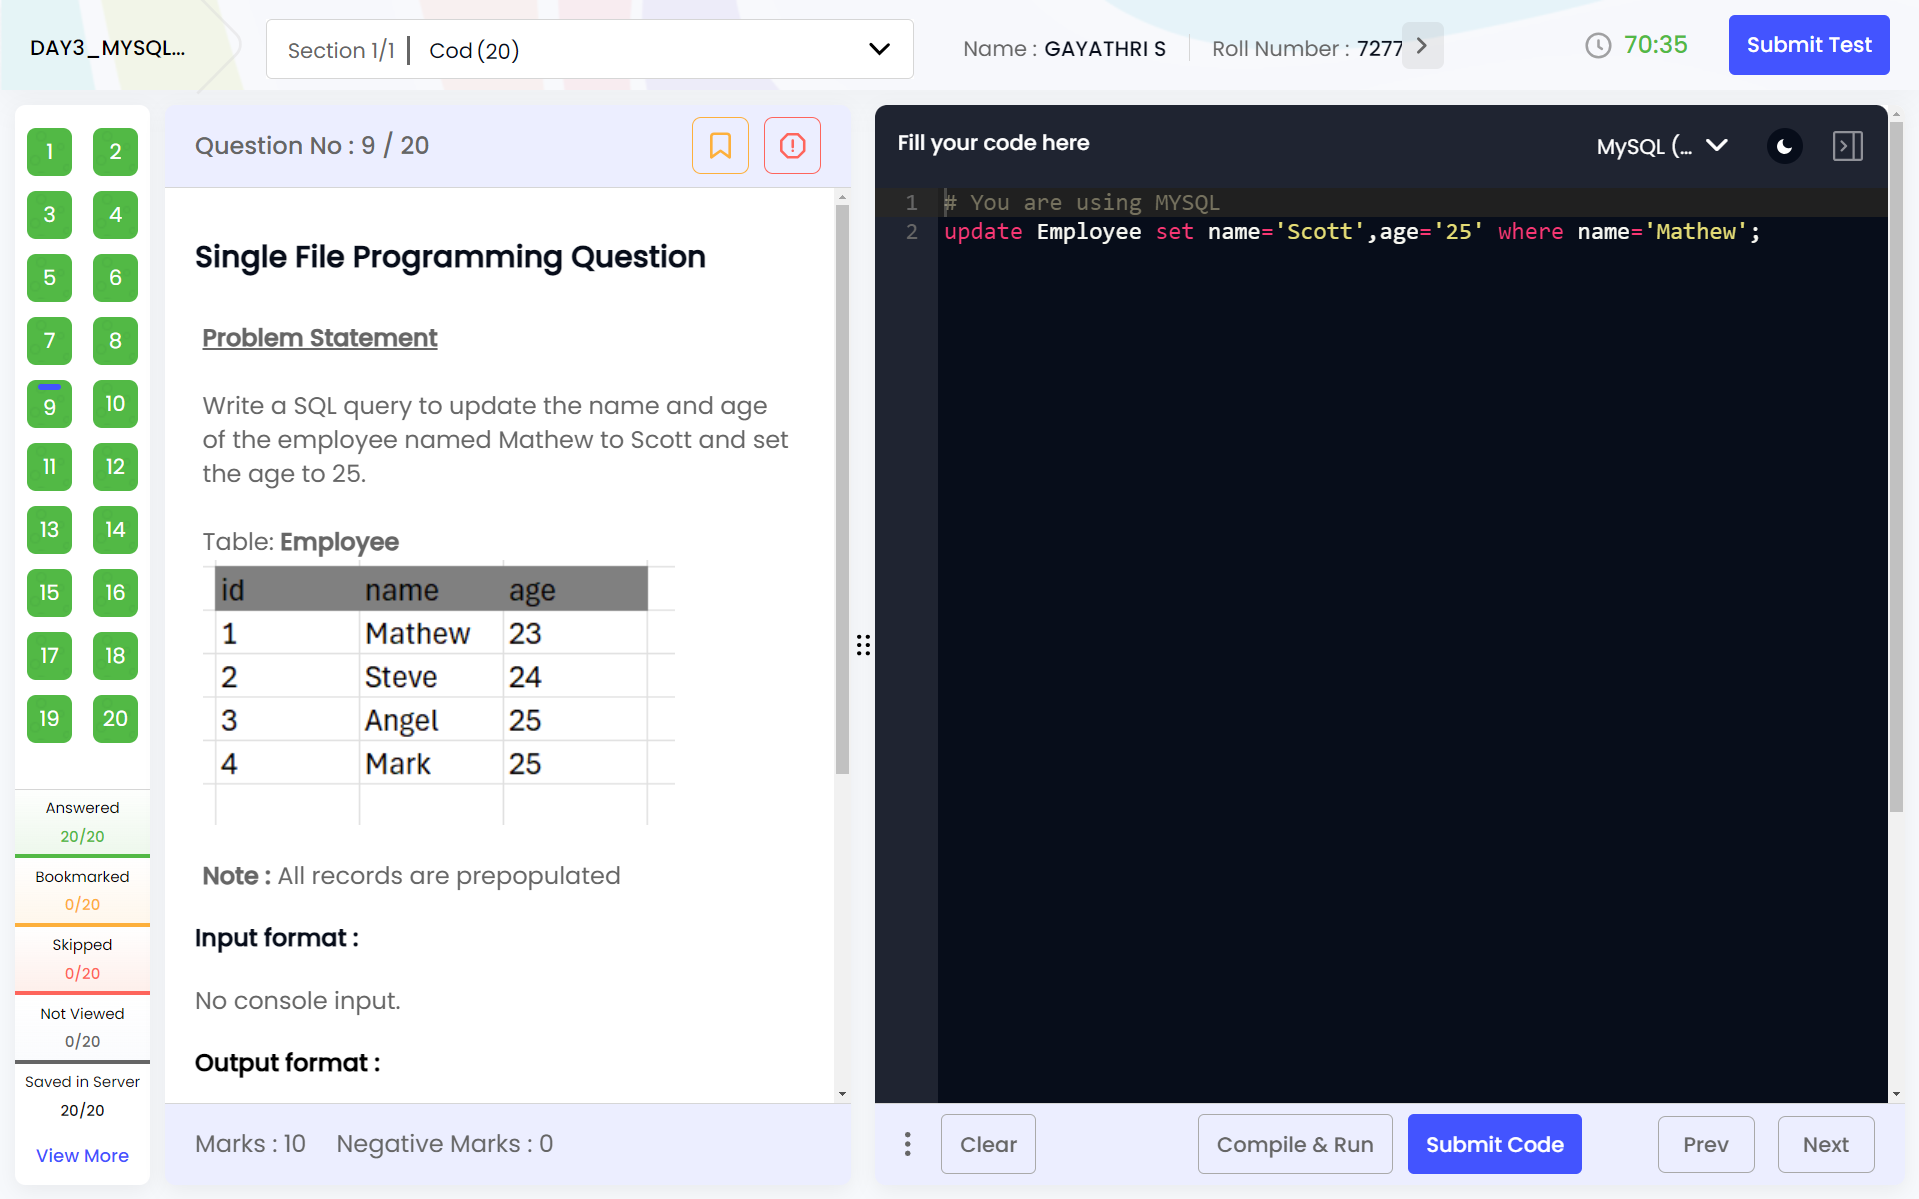 DAY3_MYSQL...
Section 1/1 | Cod (20)
Name : GAYATHRI S
Roll Number : 7277
70:35
Submit Test
1 2
3 4
5 6
7 8
9 10
11 12
13 14
15 16
17 18
19 20
Answered
20/20
Bookmarked
0/20
Skipped
0/20
Not Viewed
0/20
Saved in Server
20/20
View More
Question No : 9 / 20
Single File Programming Question
Problem Statement
Write a SQL query to update the name and age
of the employee named Mathew to Scott and set
the age to 25.
Table: Employee
id name age
1 Mathew 23
2 Steve 24
3 Angel 25
4 Mark 25
Note : All records are prepopulated
Input format :
No console input.
Output format :
Marks : 10 Negative Marks : 0
Fill your code here
MySQL (...
1 # You are using MYSQL
2 update Employee set name='Scott',age='25' where name='Mathew';
Clear
Compile & Run
Submit Code
Prev
Next